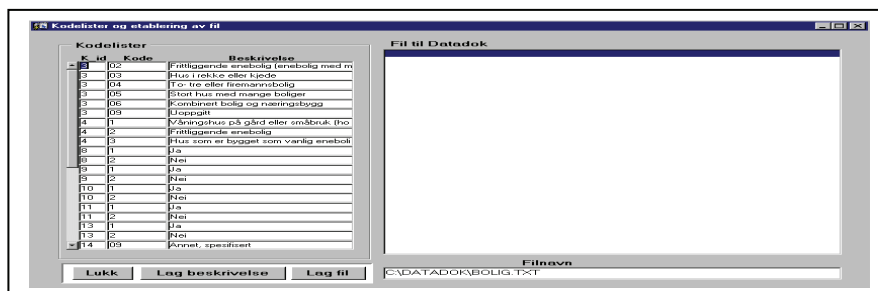 Kodelister og etablering av fil
Kodelister
K_id Kode Beskrivelse
3 02 Frittliggende enebolig (enebolig med m
3 03 Hus i rekke eller kjede
3 04 To- tre eller firemannsbolig
3 05 Stort hus med mange boliger
3 06 Kombinert bolig og næringsbygg
3 09 Uoppgitt
4 1 Våningshus på gård eller småbruk (ho
4 2 Frittliggende enebolig
4 3 Hus som er bygget som vanlig eneboli
8 1 Ja
8 2 Nei
9 1 Ja
9 2 Nei
10 1 Ja
10 2 Nei
11 1 Ja
11 2 Nei
13 1 Ja
13 2 Nei
14 09 Annet, spesifisert
Lukk Lag beskrivelse Lag fil
Fil til Datadok
Filnavn
C:\DATADOK\BOLIG.TXT